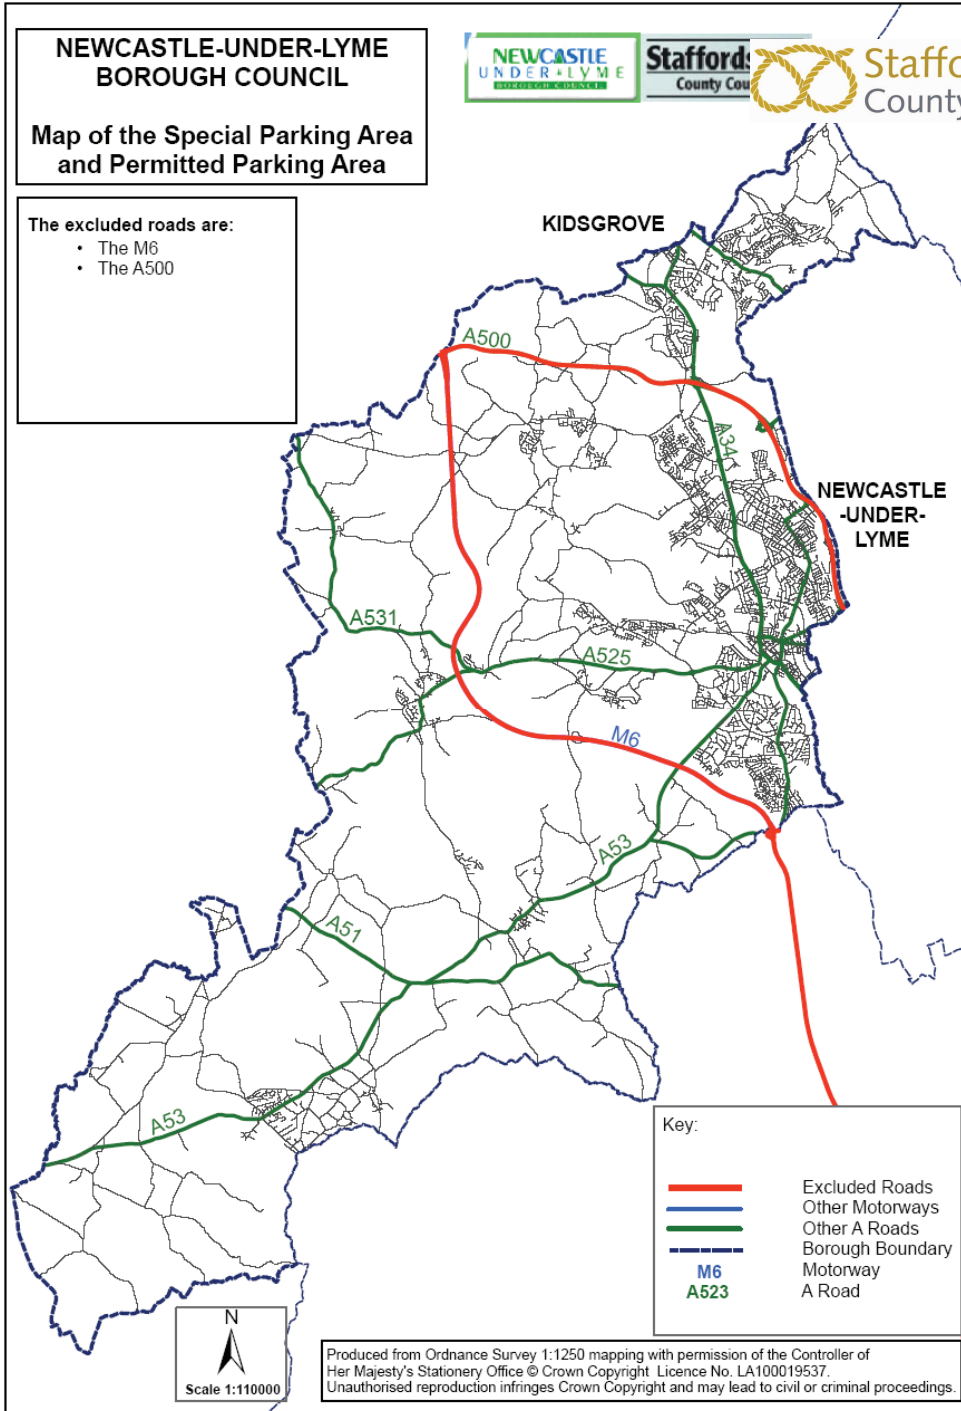 NEWCASTLE-UNDER-LYME
BOROUGH COUNCIL
Map of the Special Parking Area
and Permitted Parking Area
NEWCASTLE
UNDER LYME
BOROUGH COUNCIL
Staffords
County Cou
Staffo
County
The excluded roads are:
• The M6
• The A500
KIDSGROVE
A500
A34
NEWCASTLE
-UNDER-
LYME
A531
A525
M6
A53
A51
A53
Key:
Excluded Roads
Other Motorways
Other A Roads
Borough Boundary
M6 Motorway
A523 A Road
N
Scale 1:110000
Produced from Ordnance Survey 1:1250 mapping with permission of the Controller of
Her Majesty's Stationery Office © Crown Copyright Licence No. LA100019537.
Unauthorised reproduction infringes Crown Copyright and may lead to civil or criminal proceedings.